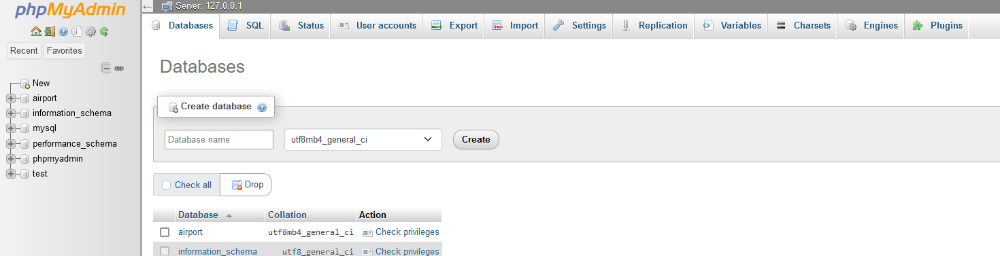 phpMyAdmin
Recent Favorites
New
airport
information_schema
mysql
performance_schema
phpmyadmin
test
Server: 127.0.0.1
Databases SQL Status User accounts Export Import Settings Replication Variables Charsets Engines Plugins
Databases
Create database
Database name utf8mb4_general_ci Create
Check all Drop
Database Collation Action
airport utf8mb4_general_ci Check privileges
information_schema utf8_general_ci Check privileges